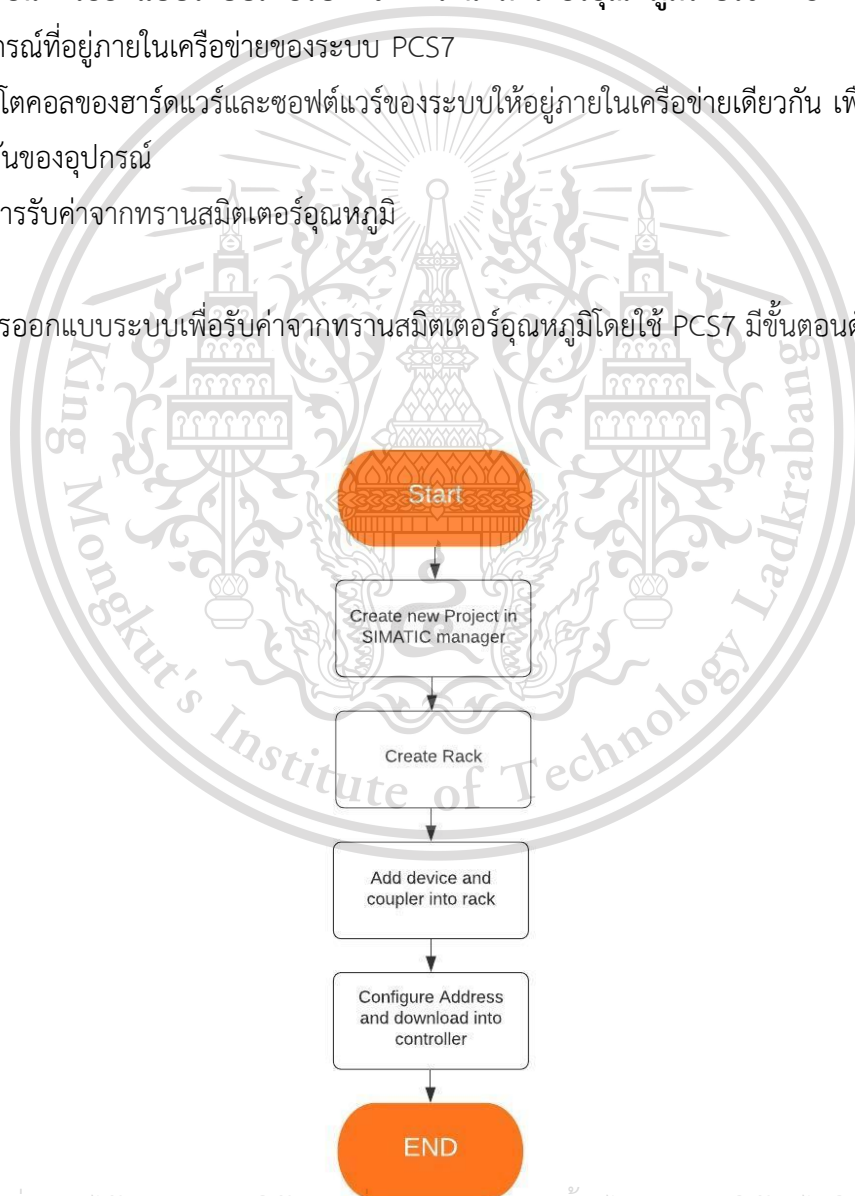 กรณ์ที่อยู่ภายในเครือข่ายของระบบ PCS7
โตคอลของฮาร์ดแวร์และซอฟต์แวร์ของระบบให้อยู่ภายในเครือข่ายเดียวกัน
ันของอุปกรณ์
การรับค่าจากทรานสมิตเตอร์อุณหภูมิ
รออกแบบระบบเพื่อรับค่าจากทรานสมิตเตอร์อุณหภูมิโดยใช้ PCS7 มีขั้นตอน
King Mongkut's Institute of Technology Ladkrabang
Start
Create new Project in
SIMATIC manager
Create Rack
Add device and
coupler into rack
Configure Address
and download into
controller
END